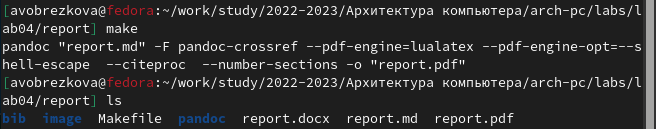 [avobrezkova@fedora:~/work/study/2022-2023/Архитектура компьютера/arch-pc/labs/l
ab04/report] make
pandoc "report.md" -F pandoc-crossref --pdf-engine=lualatex --pdf-engine-opt=--s
hell-escape  --citeproc  --number-sections -o "report.pdf"
[avobrezkova@fedora:~/work/study/2022-2023/Архитектура компьютера/arch-pc/labs/l
ab04/report] ls
bib  image  Makefile  pandoc  report.docx  report.md  report.pdf